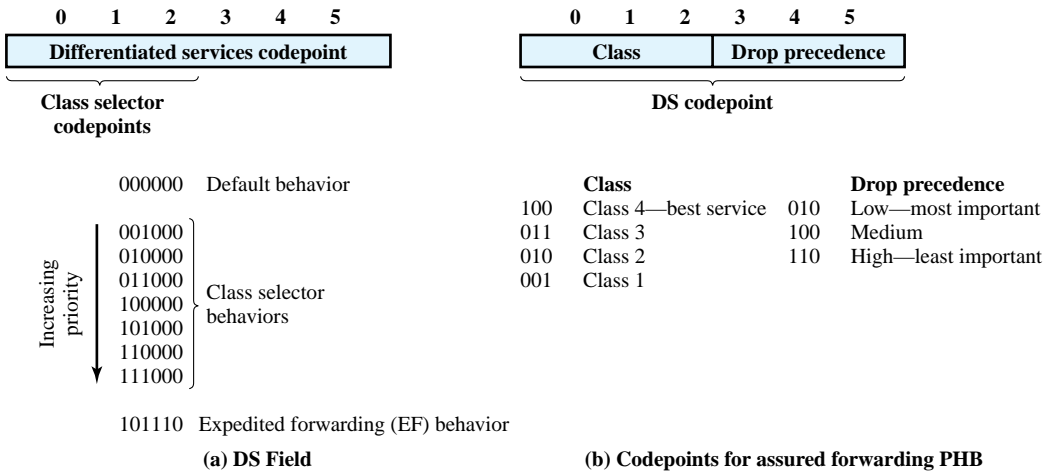 0 1 2 3 4 5
Differentiated services codepoint
Class selector
codepoints
000000 Default behavior
Increasing
priority
001000
010000
011000
100000
101000
110000
111000
Class selector
behaviors
101110 Expedited forwarding (EF) behavior
(a) DS Field
0 1 2 3 4 5
Class Drop precedence
DS codepoint
Class
100 Class 4—best service
011 Class 3
010 Class 2
001 Class 1
Drop precedence
010 Low—most important
100 Medium
110 High—least important
(b) Codepoints for assured forwarding PHB